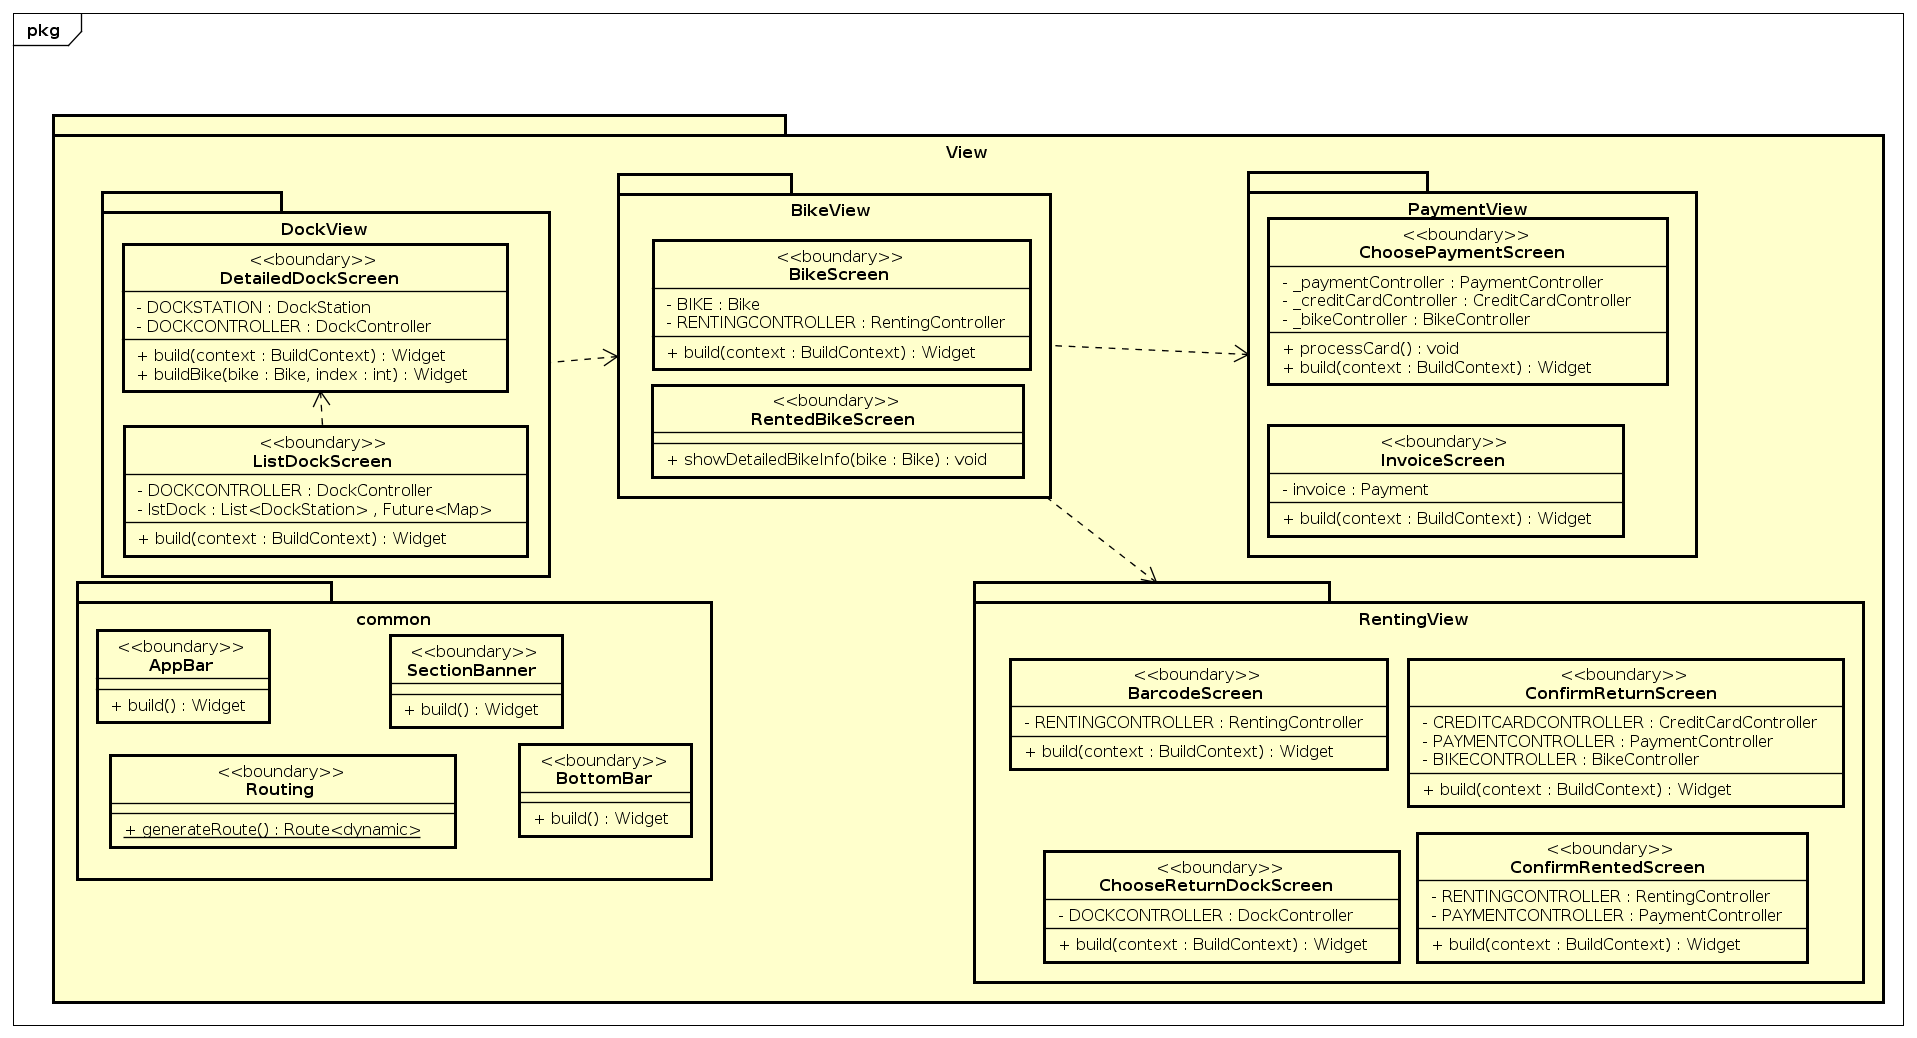 pkg
View
DockView
<<boundary>>
DetailedDockScreen
- DOCKSTATION : DockStation
- DOCKCONTROLLER : DockController
+ build(context : BuildContext) : Widget
+ buildBike(bike : Bike, index : int) : Widget
<<boundary>>
ListDockScreen
- DOCKCONTROLLER : DockController
- lstDock : List<DockStation> , Future<Map>
+ build(context : BuildContext) : Widget
BikeView
<<boundary>>
BikeScreen
- BIKE : Bike
- RENTINGCONTROLLER : RentingController
+ build(context : BuildContext) : Widget
<<boundary>>
RentedBikeScreen
+ showDetailedBikeInfo(bike : Bike) : void
PaymentView
<<boundary>>
ChoosePaymentScreen
- _paymentController : PaymentController
- _creditCardController : CreditCardController
- _bikeController : BikeController
+ processCard() : void
+ build(context : BuildContext) : Widget
<<boundary>>
InvoiceScreen
- invoice : Payment
+ build(context : BuildContext) : Widget
common
<<boundary>>
AppBar
+ build() : Widget
<<boundary>>
SectionBanner
+ build() : Widget
<<boundary>>
Routing
+ generateRoute() : Route<dynamic>
<<boundary>>
BottomBar
+ build() : Widget
RentingView
<<boundary>>
BarcodeScreen
- RENTINGCONTROLLER : RentingController
+ build(context : BuildContext) : Widget
<<boundary>>
ConfirmReturnScreen
- CREDITCARDCONTROLLER : CreditCardController
- PAYMENTCONTROLLER : PaymentController
- BIKECONTROLLER : BikeController
+ build(context : BuildContext) : Widget
<<boundary>>
ChooseReturnDockScreen
- DOCKCONTROLLER : DockController
+ build(context : BuildContext) : Widget
<<boundary>>
ConfirmRentedScreen
- RENTINGCONTROLLER : RentingController
- PAYMENTCONTROLLER : PaymentController
+ build(context : BuildContext) : Widget